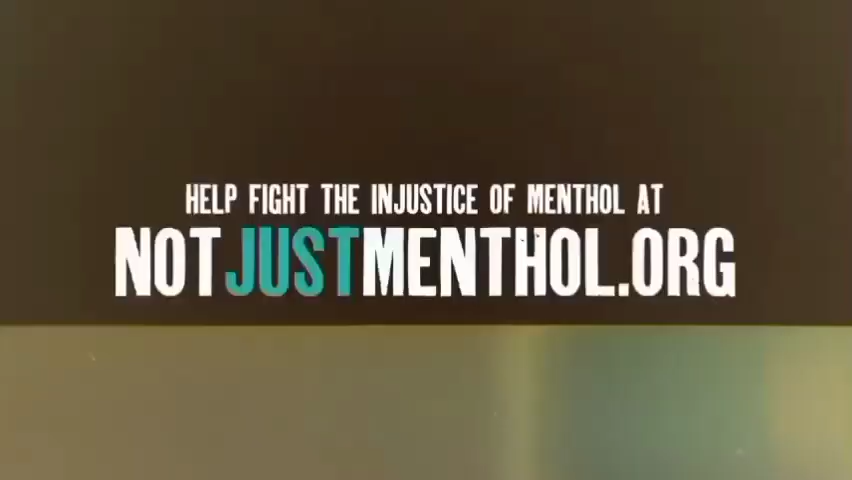 HELP FIGHT THE INJUSTICE OF MENTHOL AT
NOTJUSTMENTHOL.ORG